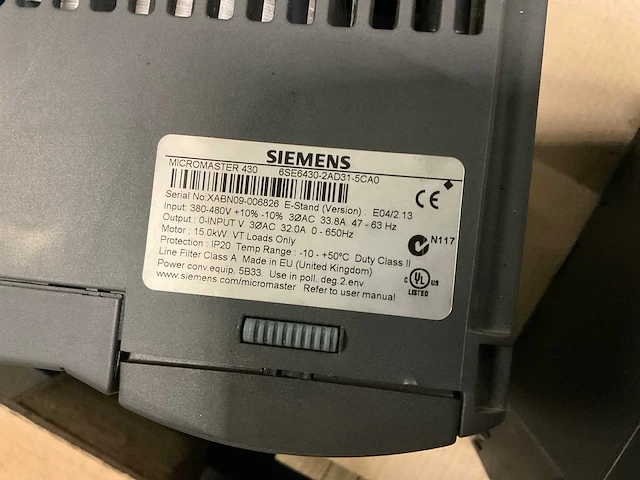 SIEMENS
MICROMASTER 430 6SE6430-2AD31-5CA0
Serial No:XABN09-006826 E-Stand (Version) : E04/2.13
Input: 380-480V +10% -10% 3ØAC 33.8A 47 - 63 Hz
Output : 0-INPUT V 3ØAC 32.0A 0 - 650Hz
Motor : 15.0kW VT Loads Only
Protection : IP20 Temp Range : -10 - +50°C Duty Class II
Line Filter Class A Made in EU (United Kingdom)
Power conv.equip. 5B33. Use in poll. deg.2.env
www.siemens.com/micromaster Refer to user manual
CE
N117
C UL US
LISTED